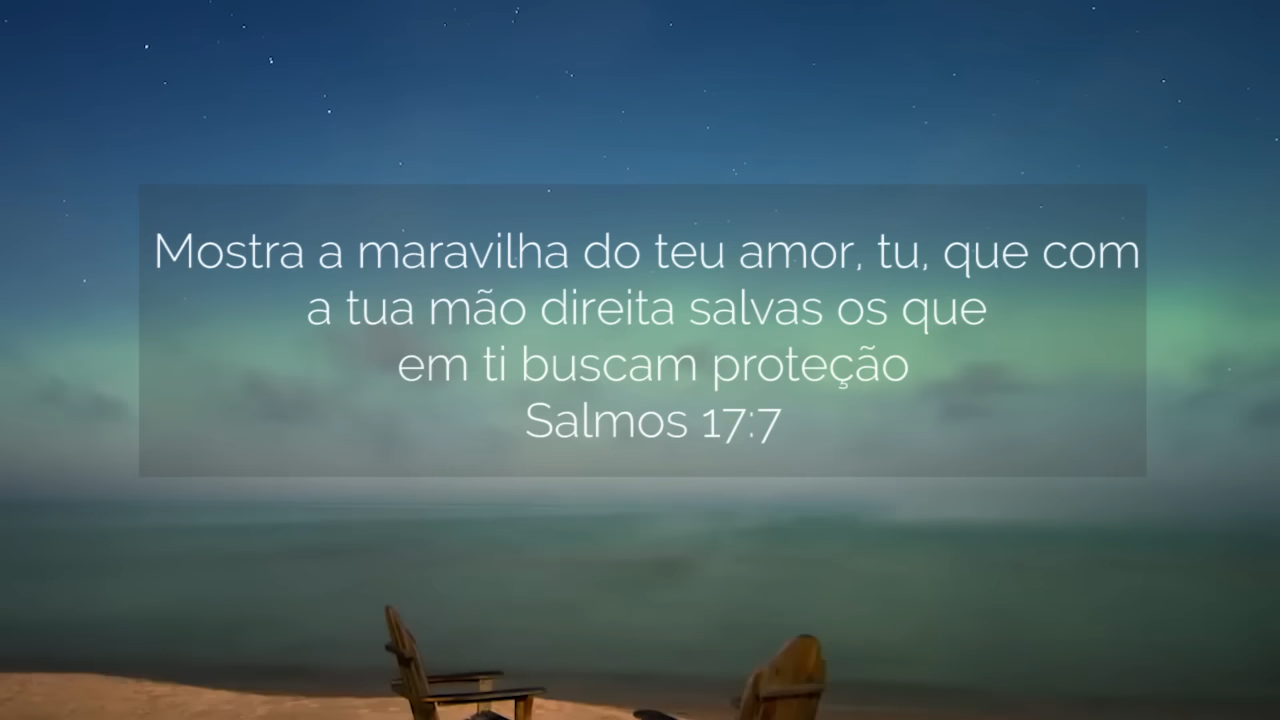 Mostra a maravilha do teu amor, tu, que com
a tua mão direita salvas os que
em ti buscam proteção
Salmos 17:7